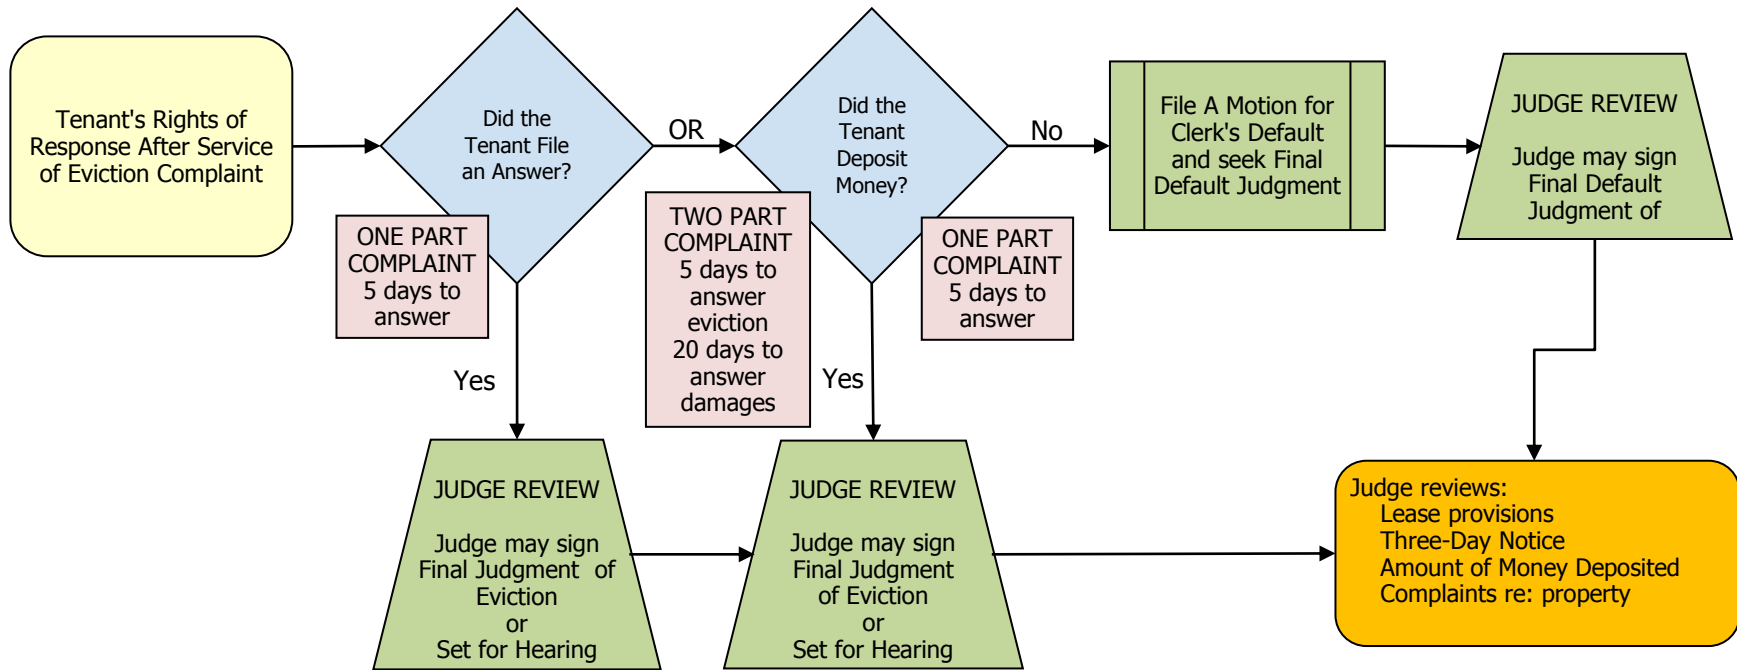 Tenant's Rights of
Response After Service
of Eviction Complaint
Did the
Tenant File
an Answer?
OR
Did the
Tenant
Deposit
Money?
No
File A Motion for
Clerk's Default
and seek Final
Default Judgment
JUDGE REVIEW
Judge may sign
Final Default
Judgment of
ONE PART
COMPLAINT
5 days to
answer
TWO PART
COMPLAINT
5 days to
answer
eviction
20 days to
answer
damages
ONE PART
COMPLAINT
5 days to
answer
Yes
Yes
JUDGE REVIEW
Judge may sign
Final Judgment of
Eviction
or
Set for Hearing
JUDGE REVIEW
Judge may sign
Final Judgment
of Eviction
or
Set for Hearing
Judge reviews:
Lease provisions
Three-Day Notice
Amount of Money Deposited
Complaints re: property